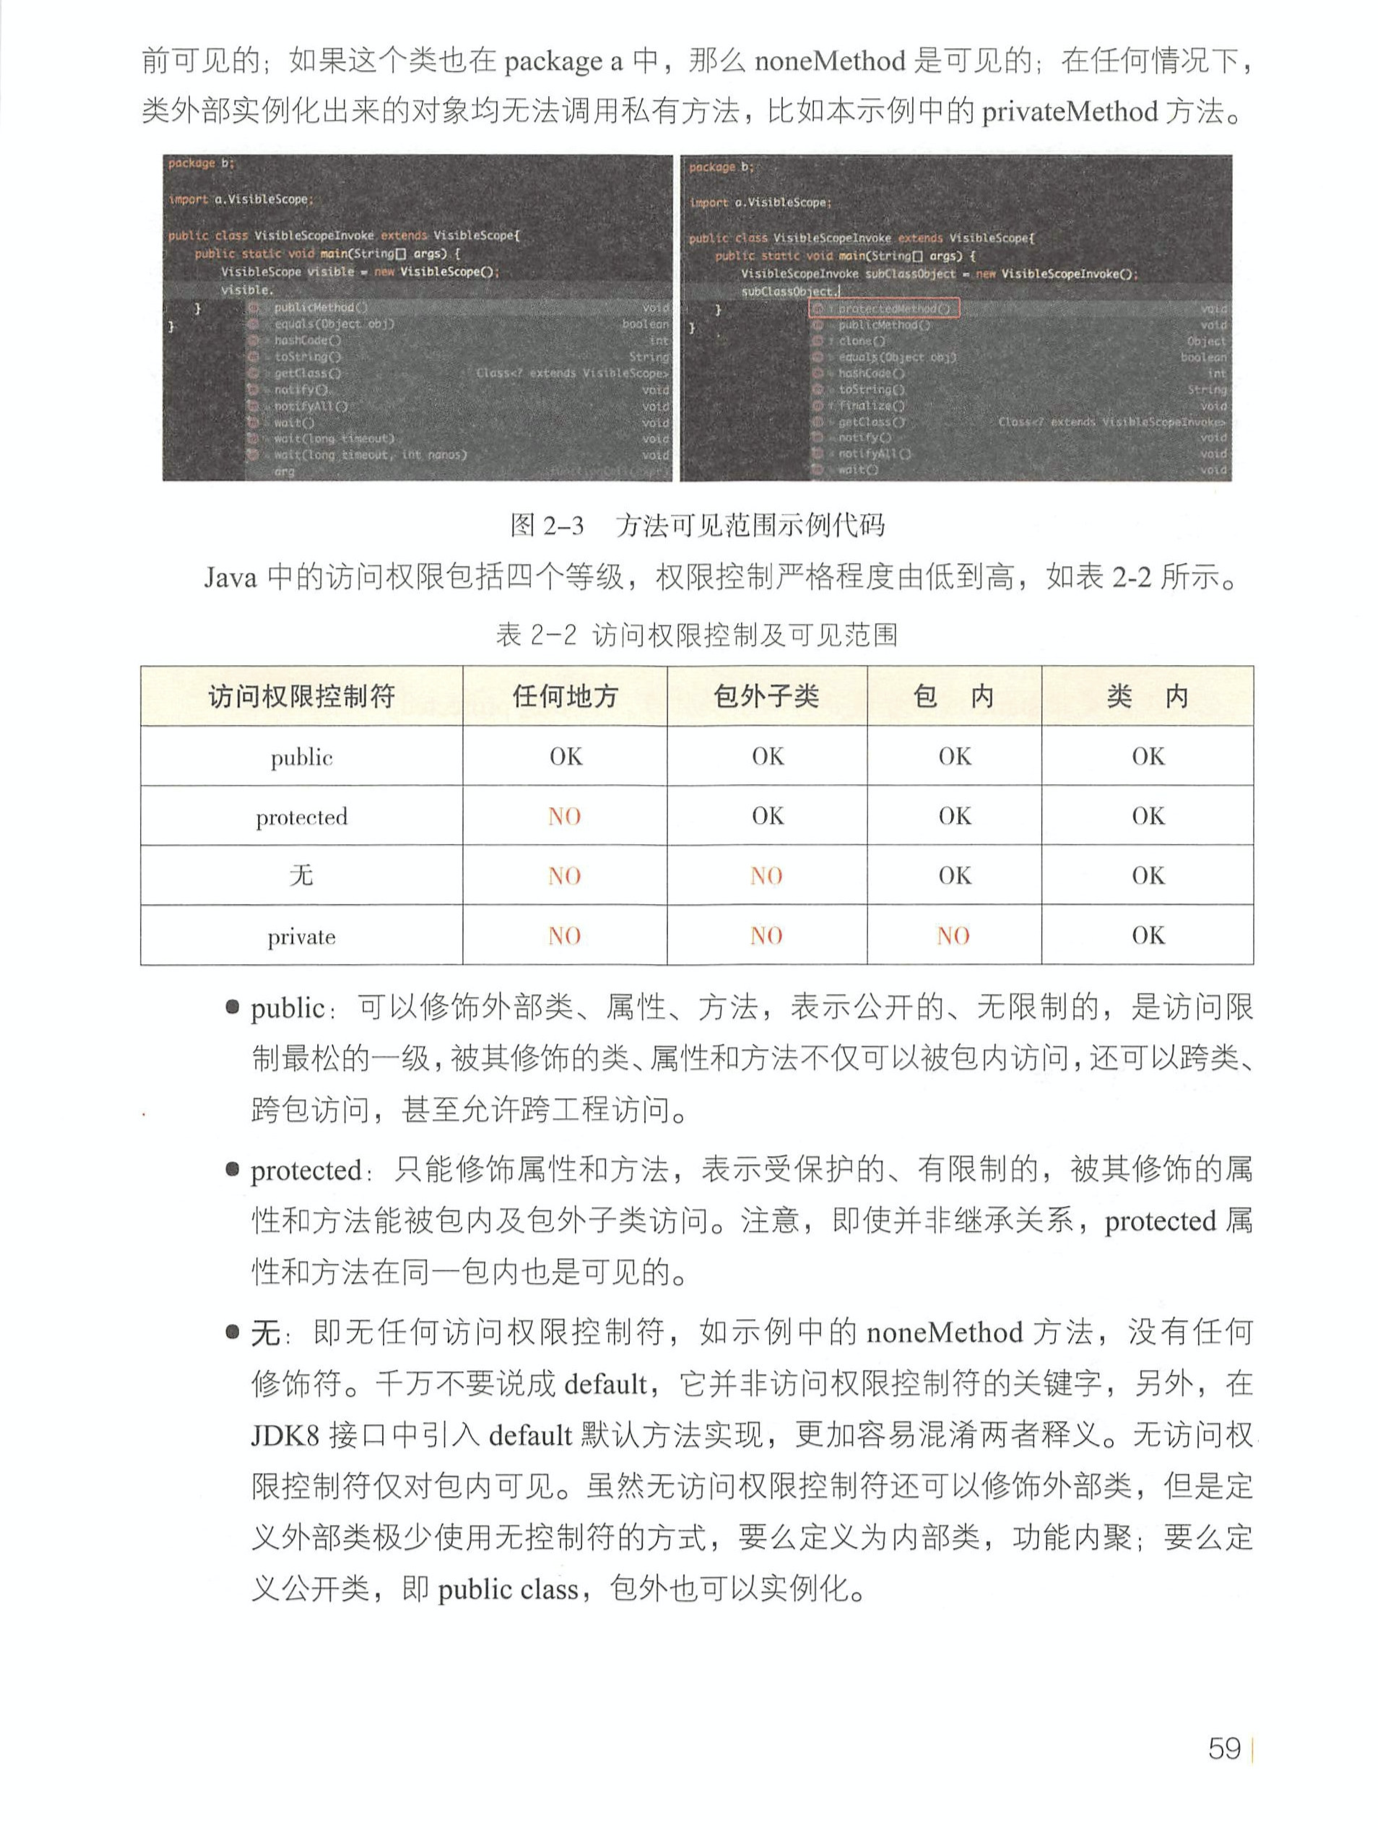 前可见的；如果这个类也在 package a 中，那么 noneMethod 是可见的；在任何情况下，
类外部实例化出来的对象均无法调用私有方法，比如本示例中的 privateMethod 方法。
package b;
import a.VisibleScope;
public class VisibleScopeInvoke extends VisibleScope{
public static void main(String[] args) {
VisibleScope visible = new VisibleScope();
visible.
} publicMethod() void
} equals(Object obj) boolean
hashCode() int
toString() String
getClass() Class<? extends VisibleScope>
notify() void
notifyAll() void
wait() void
wait(long timeout) void
wait(long timeout, int nanos) void
arg
package b;
import a.VisibleScope;
public class VisibleScopeInvoke extends VisibleScope{
public static void main(String[] args) {
VisibleScopeInvoke subClassObject = new VisibleScopeInvoke();
subClassObject.
} protectedMethod() void
} publicMethod() void
clone() Object
equals(Object obj) boolean
hashCode() int
toString() String
finalize() void
getClass() Class<? extends VisibleScopeInvoke>
notify() void
notifyAll() void
wait() void
图 2-3 方法可见范围示例代码
Java 中的访问权限包括四个等级，权限控制严格程度由低到高，如表 2-2 所示。
表 2-2 访问权限控制及可见范围
访问权限控制符 任何地方 包外子类 包 内 类 内
public OK OK OK OK
protected NO OK OK OK
无 NO NO OK OK
private NO NO NO OK
● public：可以修饰外部类、属性、方法，表示公开的、无限制的，是访问限
制最松的一级，被其修饰的类、属性和方法不仅可以被包内访问，还可以跨类、
跨包访问，甚至允许跨工程访问。
● protected：只能修饰属性和方法，表示受保护的、有限制的，被其修饰的属
性和方法能被包内及包外子类访问。注意，即使并非继承关系，protected 属
性和方法在同一包内也是可见的。
● 无：即无任何访问权限控制符，如示例中的 noneMethod 方法，没有任何
修饰符。千万不要说成 default，它并非访问权限控制符的关键字，另外，在
JDK8 接口中引入 default 默认方法实现，更加容易混淆两者释义。无访问权
限控制符仅对包内可见。虽然无访问权限控制符还可以修饰外部类，但是定
义外部类极少使用无控制符的方式，要么定义为内部类，功能内聚；要么定
义公开类，即 public class，包外也可以实例化。
59